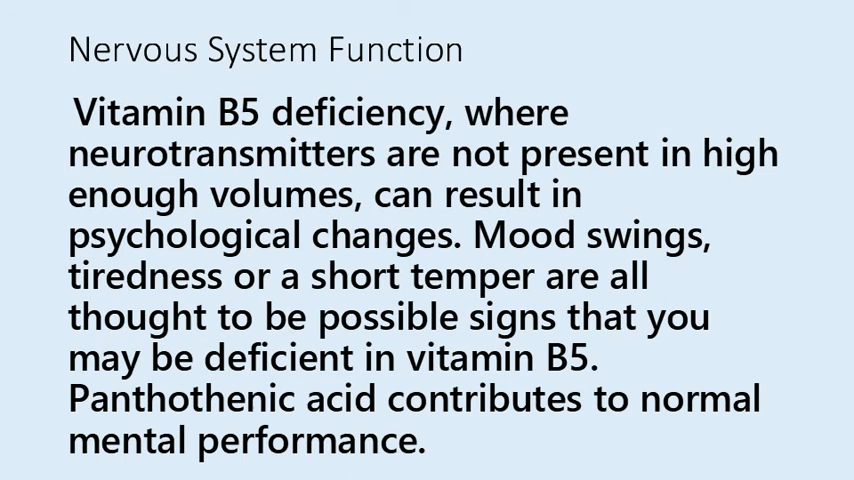 Nervous System Function
Vitamin B5 deficiency, where
neurotransmitters are not present in high
enough volumes, can result in
psychological changes. Mood swings,
tiredness or a short temper are all
thought to be possible signs that you
may be deficient in vitamin B5.
Panthothenic acid contributes to normal
mental performance.